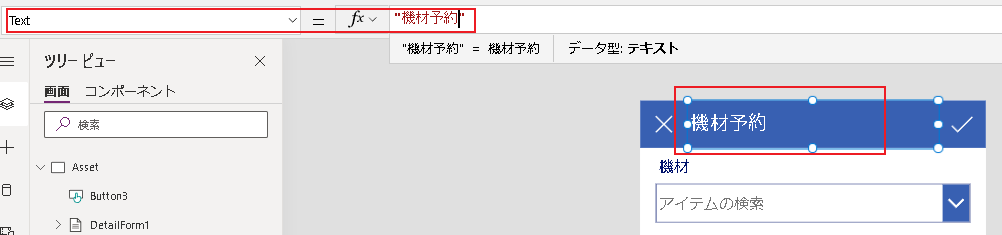 Text = fx "機材予約"
"機材予約" = 機材予約 データ型: テキスト
ツリー ビュー
画面 コンポーネント
検索
機材予約
機材
アイテムの検索
Asset
Button3
DetailForm1